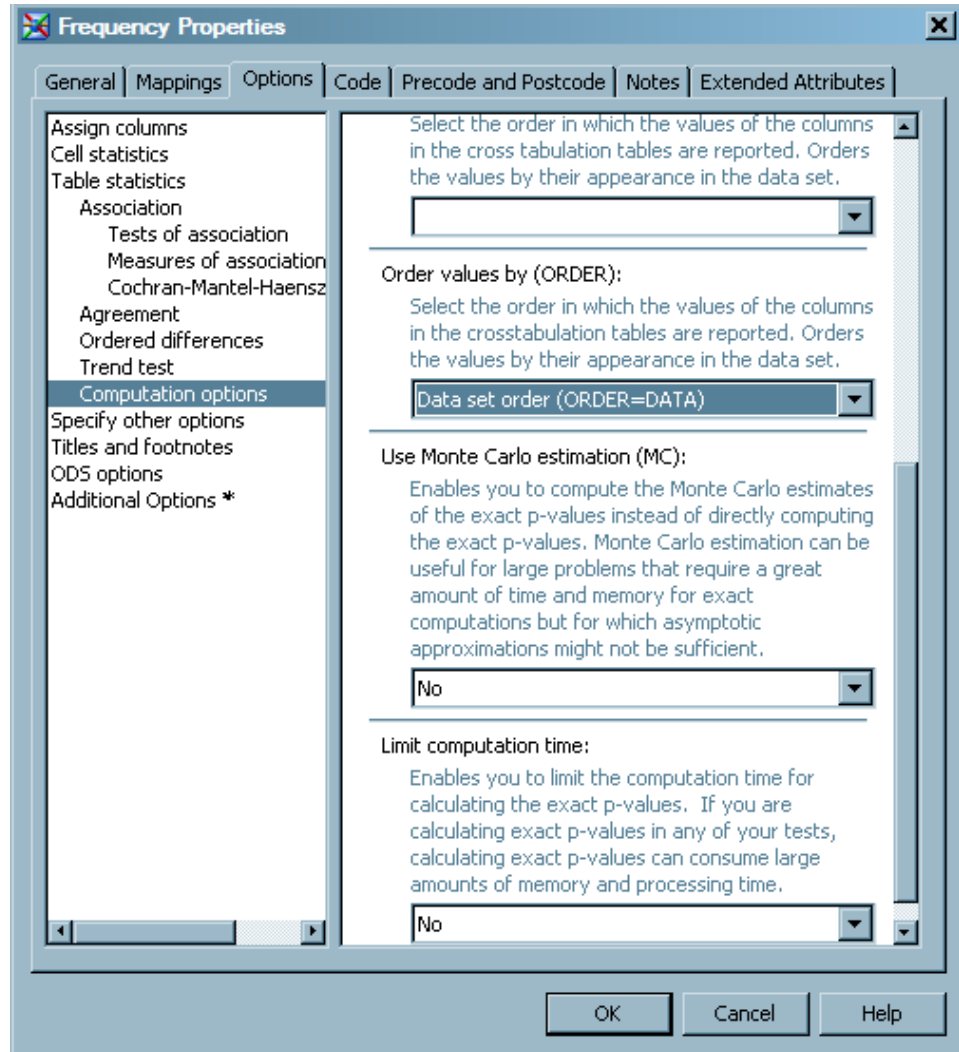 Frequency Properties
General
Mappings
Options
Code
Precode and Postcode
Notes
Extended Attributes
Assign columns
Cell statistics
Table statistics
Association
Tests of association
Measures of association
Cochran-Mantel-Haensz
Agreement
Ordered differences
Trend test
Computation options
Specify other options
Titles and footnotes
ODS options
Additional Options *
Select the order in which the values of the columns
in the cross tabulation tables are reported. Orders
the values by their appearance in the data set.
Order values by (ORDER):
Select the order in which the values of the columns
in the crosstabulation tables are reported. Orders
the values by their appearance in the data set.
Data set order (ORDER=DATA)
Use Monte Carlo estimation (MC):
Enables you to compute the Monte Carlo estimates
of the exact p-values instead of directly computing
the exact p-values. Monte Carlo estimation can be
useful for large problems that require a great
amount of time and memory for exact
computations but for which asymptotic
approximations might not be sufficient.
No
Limit computation time:
Enables you to limit the computation time for
calculating the exact p-values. If you are
calculating exact p-values in any of your tests,
calculating exact p-values can consume large
amounts of memory and processing time.
No
OK
Cancel
Help